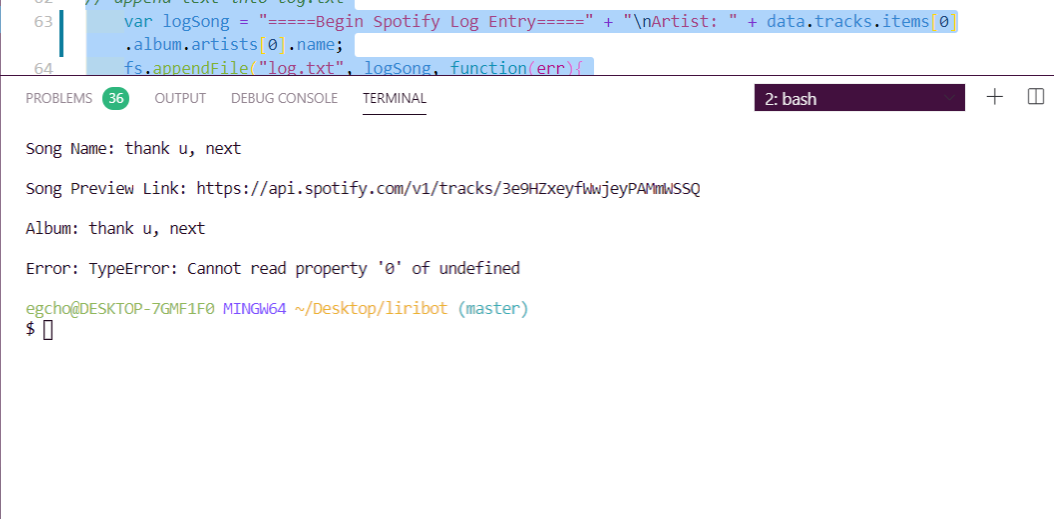 62 // append text into log.txt
63 var logSong = "=====Begin Spotify Log Entry=====" + "\nArtist: " + data.tracks.items[0]
.album.artists[0].name;
64 fs.appendFile("log.txt", logSong, function(err){
PROBLEMS 36 OUTPUT DEBUG CONSOLE TERMINAL 2: bash
Song Name: thank u, next
Song Preview Link: https://api.spotify.com/v1/tracks/3e9HZxeyfWwjeyPAMmWSSQ
Album: thank u, next
Error: TypeError: Cannot read property '0' of undefined
egcho@DESKTOP-7GMF1F0 MINGW64 ~/Desktop/liribot (master)
$